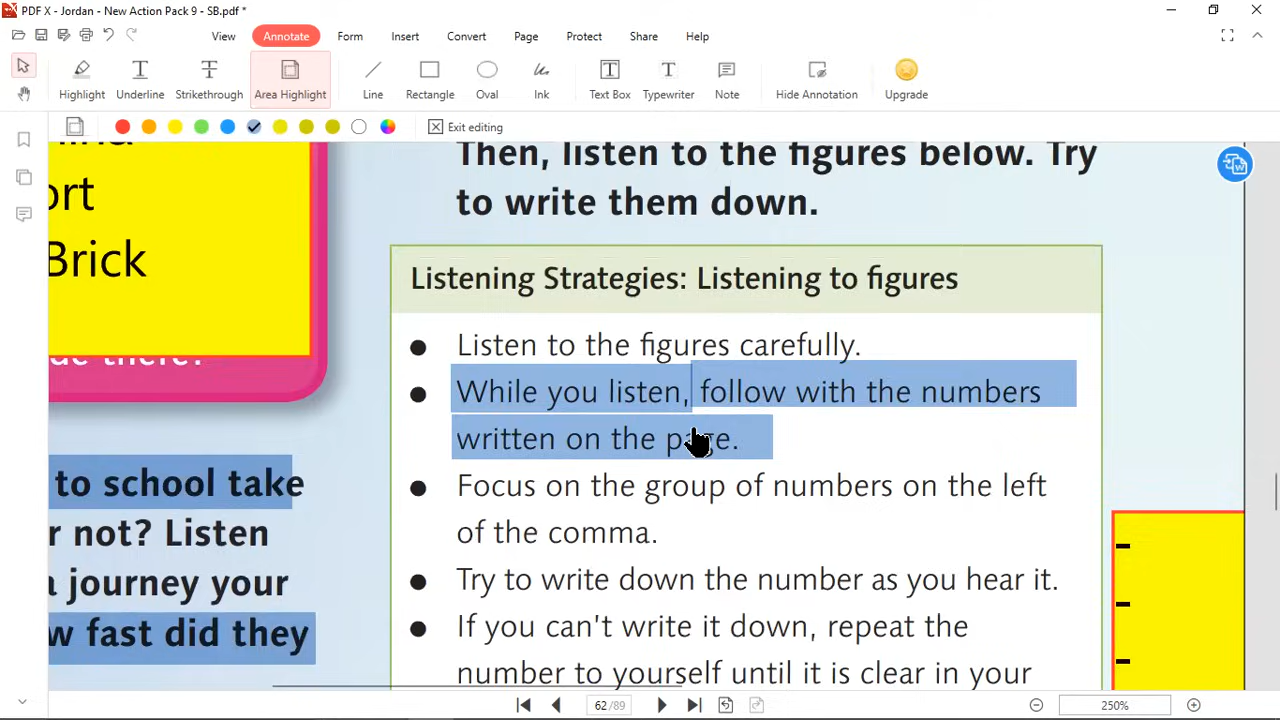 PDF X - Jordan - New Action Pack 9 - SB.pdf *
View Annotate Form Insert Convert Page Protect Share Help
Highlight Underline Strikethrough Area Highlight Line Rectangle Oval Ink Text Box Typewriter Note Hide Annotation Upgrade
Exit editing
ort
Brick
there?
to school take
r not? Listen
a journey your
w fast did they
Then, listen to the figures below. Try
to write them down.
Listening Strategies: Listening to figures
● Listen to the figures carefully.
● While you listen, follow with the numbers
written on the page.
● Focus on the group of numbers on the left
of the comma.
● Try to write down the number as you hear it.
● If you can't write it down, repeat the
number to yourself until it is clear in your
62/89
250%